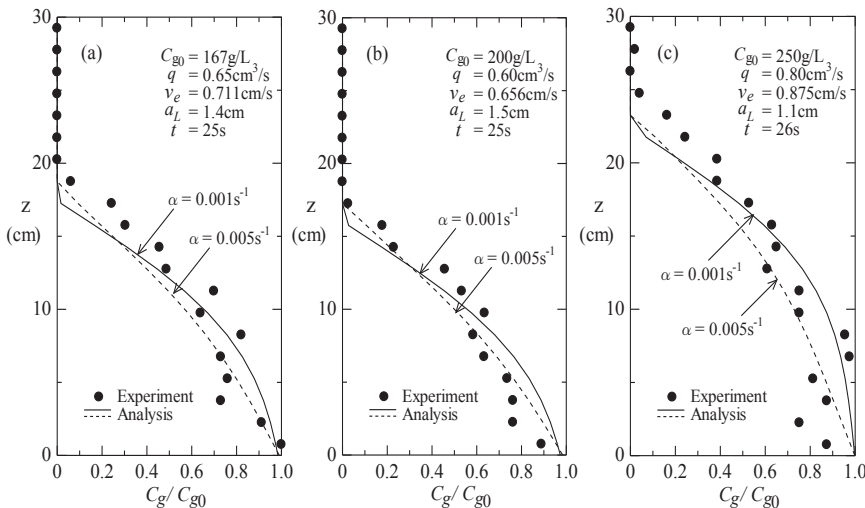 30
20
10
0
z
(cm)
(a)
C_g0 = 167g/L
q = 0.65cm³/s
v_e = 0.711cm/s
a_L = 1.4cm
t = 25s
α = 0.001s⁻¹
α = 0.005s⁻¹
Experiment
Analysis
0 0.2 0.4 0.6 0.8 1.0
C_g / C_g0
30
20
10
0
z
(cm)
(b)
C_g0 = 200g/L
q = 0.60cm³/s
v_e = 0.656cm/s
a_L = 1.5cm
t = 25s
α = 0.001s⁻¹
α = 0.005s⁻¹
Experiment
Analysis
0 0.2 0.4 0.6 0.8 1.0
C_g / C_g0
30
20
10
0
z
(cm)
(c)
C_g0 = 250g/L
q = 0.80cm³/s
v_e = 0.875cm/s
a_L = 1.1cm
t = 26s
α = 0.001s⁻¹
α = 0.005s⁻¹
Experiment
Analysis
0 0.2 0.4 0.6 0.8 1.0
C_g / C_g0